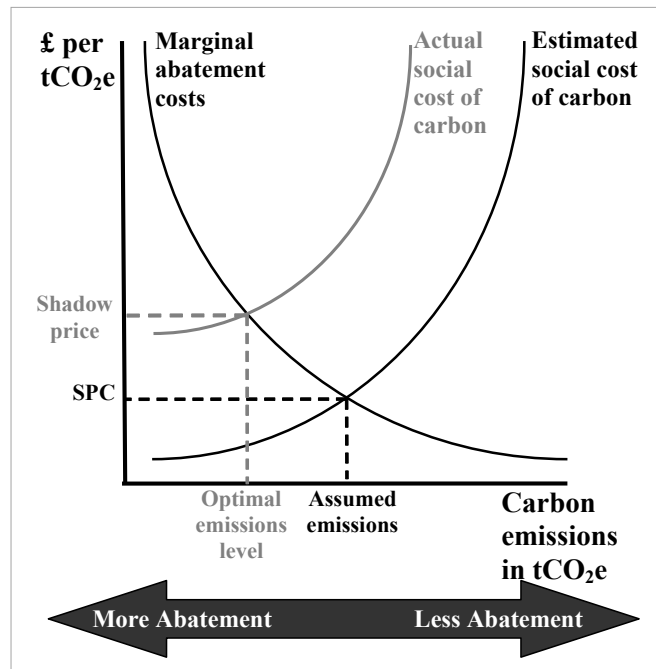 £ per
tCO₂e
Marginal
abatement
costs
Actual
social
cost of
carbon
Estimated
social cost
of carbon
Shadow
price
SPC
Optimal
emissions
level
Assumed
emissions
Carbon
emissions
in tCO₂e
More Abatement
Less Abatement